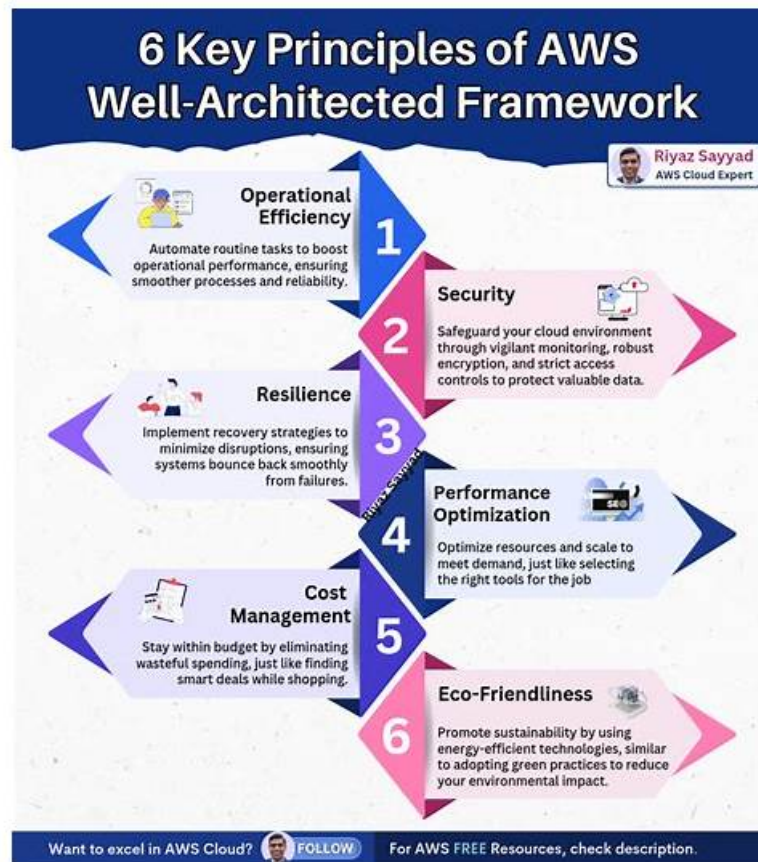 6 Key Principles of AWS
Well-Architected Framework
Riyaz Sayyad
AWS Cloud Expert
Operational
Efficiency
Automate routine tasks to boost
operational performance, ensuring
smoother processes and reliability.
1
Security
Safeguard your cloud environment
through vigilant monitoring, robust
encryption, and strict access
controls to protect valuable data.
2
Resilience
Implement recovery strategies to
minimize disruptions, ensuring
systems bounce back smoothly
from failures.
3
Riyaz Sayyad
Performance
Optimization
SEO
Optimize resources and scale to
meet demand, just like selecting
the right tools for the job
4
Cost
Management
Stay within budget by eliminating
wasteful spending, just like finding
smart deals while shopping.
5
Eco-Friendliness
Promote sustainability by using
energy-efficient technologies, similar
to adopting green practices to reduce
your environmental impact.
6
Want to excel in AWS Cloud? FOLLOW For AWS FREE Resources, check description.